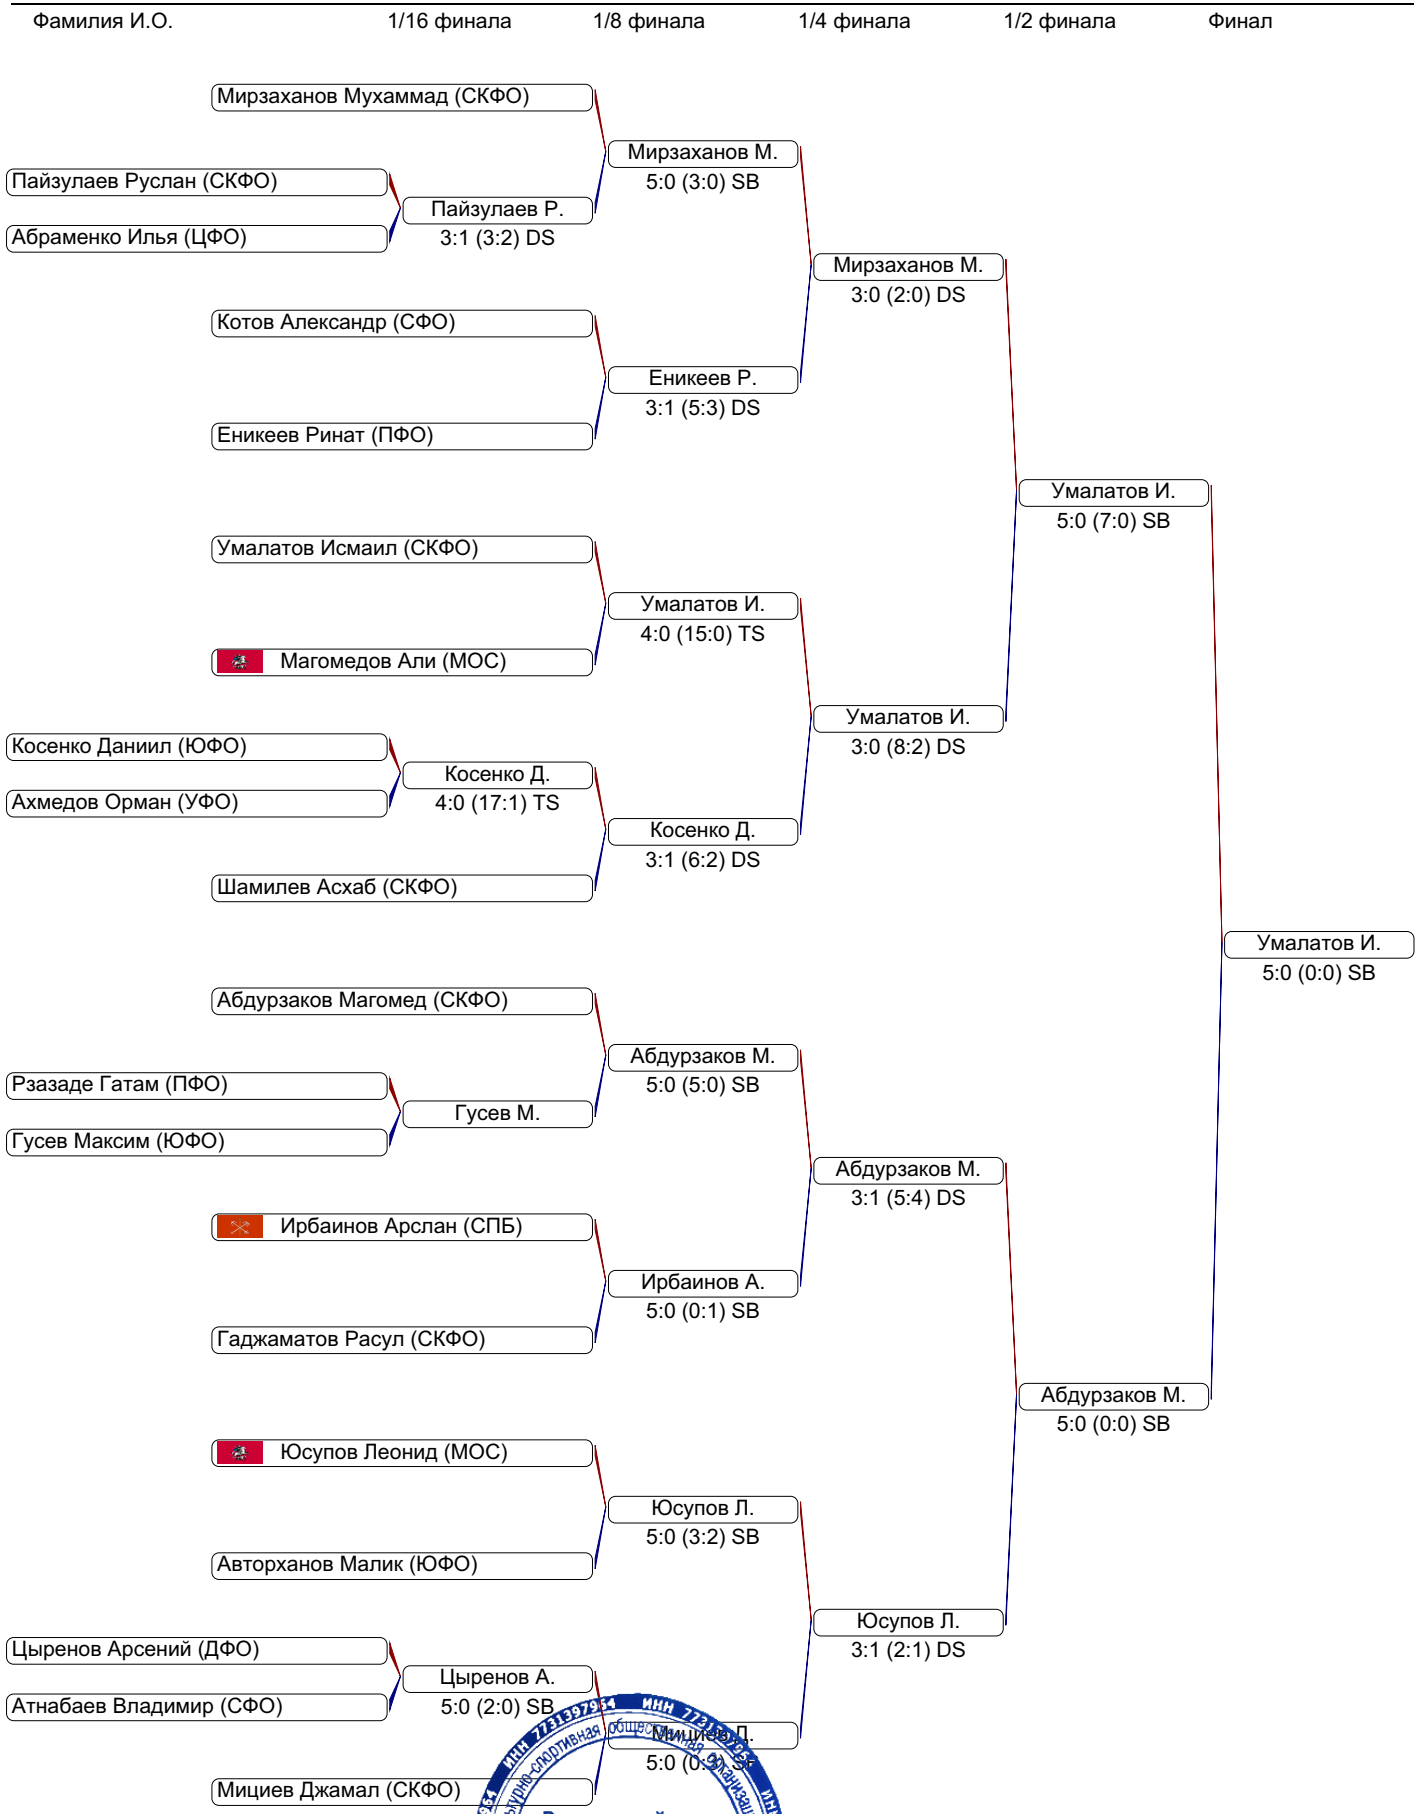 Фамилия И.О. 1/16 финала 1/8 финала 1/4 финала 1/2 финала Финал
Мирзаханов Мухаммад (СКФО)
Мирзаханов М.
5:0 (3:0) SB
Пайзулаев Руслан (СКФО)
Пайзулаев Р.
3:1 (3:2) DS
Абраменко Илья (ЦФО)
Мирзаханов М.
3:0 (2:0) DS
Котов Александр (СФО)
Еникеев Р.
3:1 (5:3) DS
Еникеев Ринат (ПФО)
Умалатов И.
5:0 (7:0) SB
Умалатов Исмаил (СКФО)
Умалатов И.
4:0 (15:0) TS
Магомедов Али (МОС)
Умалатов И.
3:0 (8:2) DS
Косенко Даниил (ЮФО)
Косенко Д.
4:0 (17:1) TS
Ахмедов Орман (УФО)
Косенко Д.
3:1 (6:2) DS
Шамилев Асхаб (СКФО)
Умалатов И.
5:0 (0:0) SB
Абдурзаков Магомед (СКФО)
Абдурзаков М.
5:0 (5:0) SB
Рзазаде Гатам (ПФО)
Гусев М.
Гусев Максим (ЮФО)
Абдурзаков М.
3:1 (5:4) DS
Ирбаинов Арслан (СПБ)
Ирбаинов А.
5:0 (0:1) SB
Гаджаматов Расул (СКФО)
Абдурзаков М.
5:0 (0:0) SB
Юсупов Леонид (МОС)
Юсупов Л.
5:0 (3:2) SB
Авторханов Малик (ЮФО)
Юсупов Л.
3:1 (2:1) DS
Цыренов Арсений (ДФО)
Цыренов А.
5:0 (2:0) SB
Атнабаев Владимир (СФО)
Мициев Д.
Мициев Джамал (СКФО)
ИНН 7731397954 ИНН